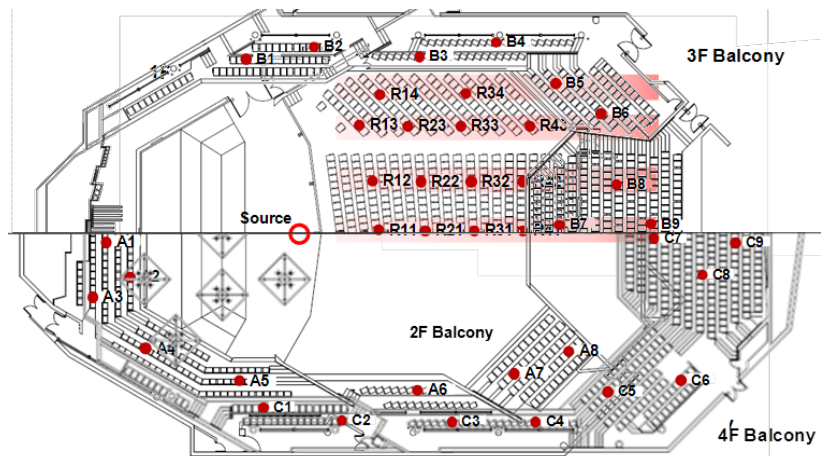 B2
B4
B1
B3
3F Balcony
B5
R14
R34
B6
R13
R23
R33
R43
R12
R22
R32
B8
Source
B7
B9
R11
R21
R31
C7
A1
C9
2
C8
A3
2F Balcony
A4
A8
A7
C6
A5
A6
C5
C1
C2
C3
C4
4F Balcony